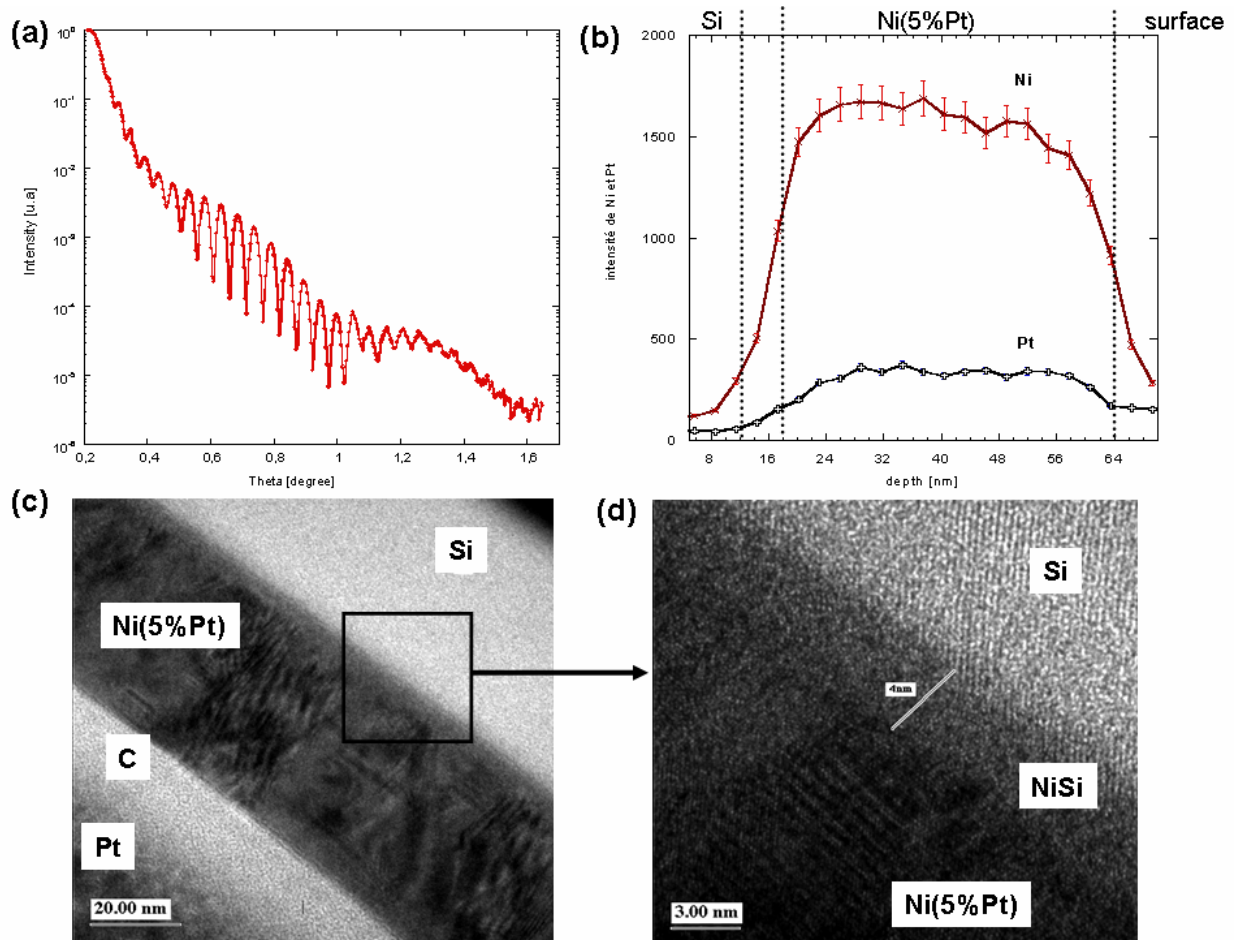 (a)
10⁰
10⁻¹
10⁻²
10⁻³
10⁻⁴
10⁻⁵
10⁻⁶
Intensity [u.a]
0,2 0,4 0,6 0,8 1 1,2 1,4 1,6
Theta [degree]
(b)
Si Ni(5%Pt) surface
2000
1500
1000
500
0
intensité de Ni et Pt
Ni
Pt
8 16 24 32 40 48 56 64
depth [nm]
(c)
Si
Ni(5%Pt)
C
Pt
20.00 nm
(d)
Si
4nm
NiSi
Ni(5%Pt)
3.00 nm